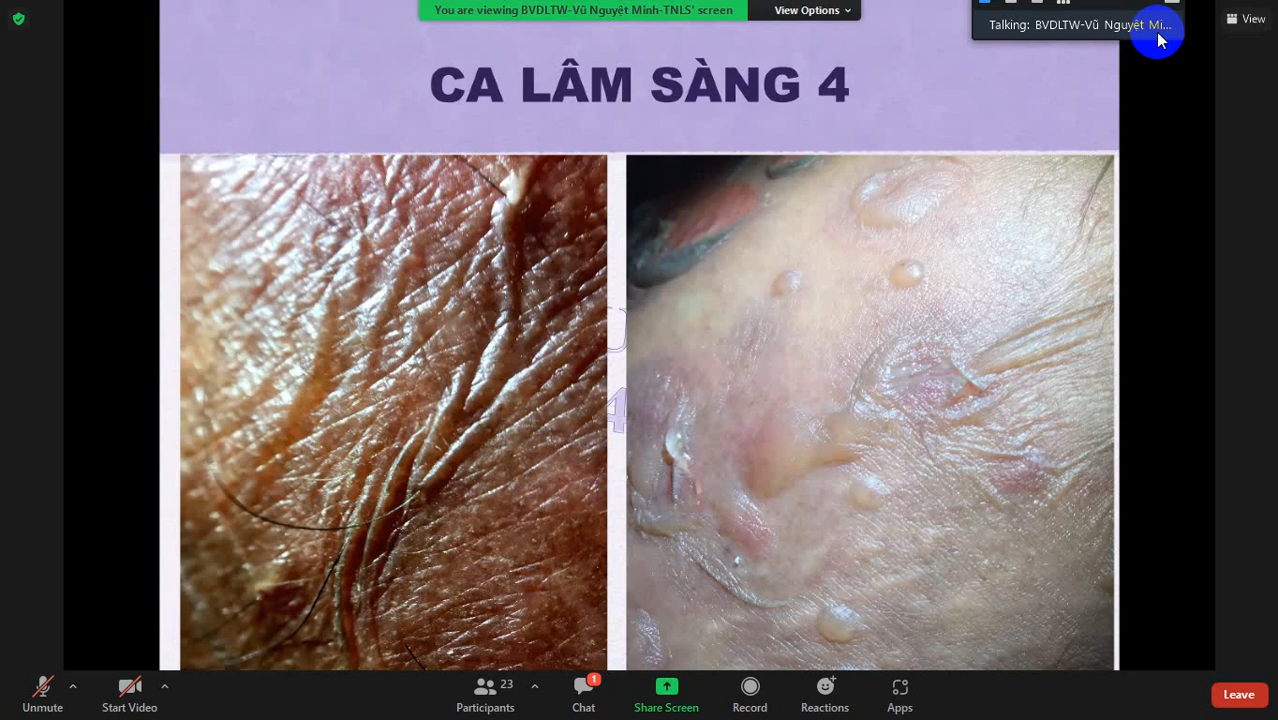 You are viewing BVDLTW-Vũ Nguyệt Minh-TNLS' screen
View Options
Talking: BVDLTW-Vũ Nguyệt Mi...
View
CA LÂM SÀNG 4
U
4
Unmute
Start Video
23
Participants
1
Chat
Share Screen
Record
Reactions
Apps
Leave